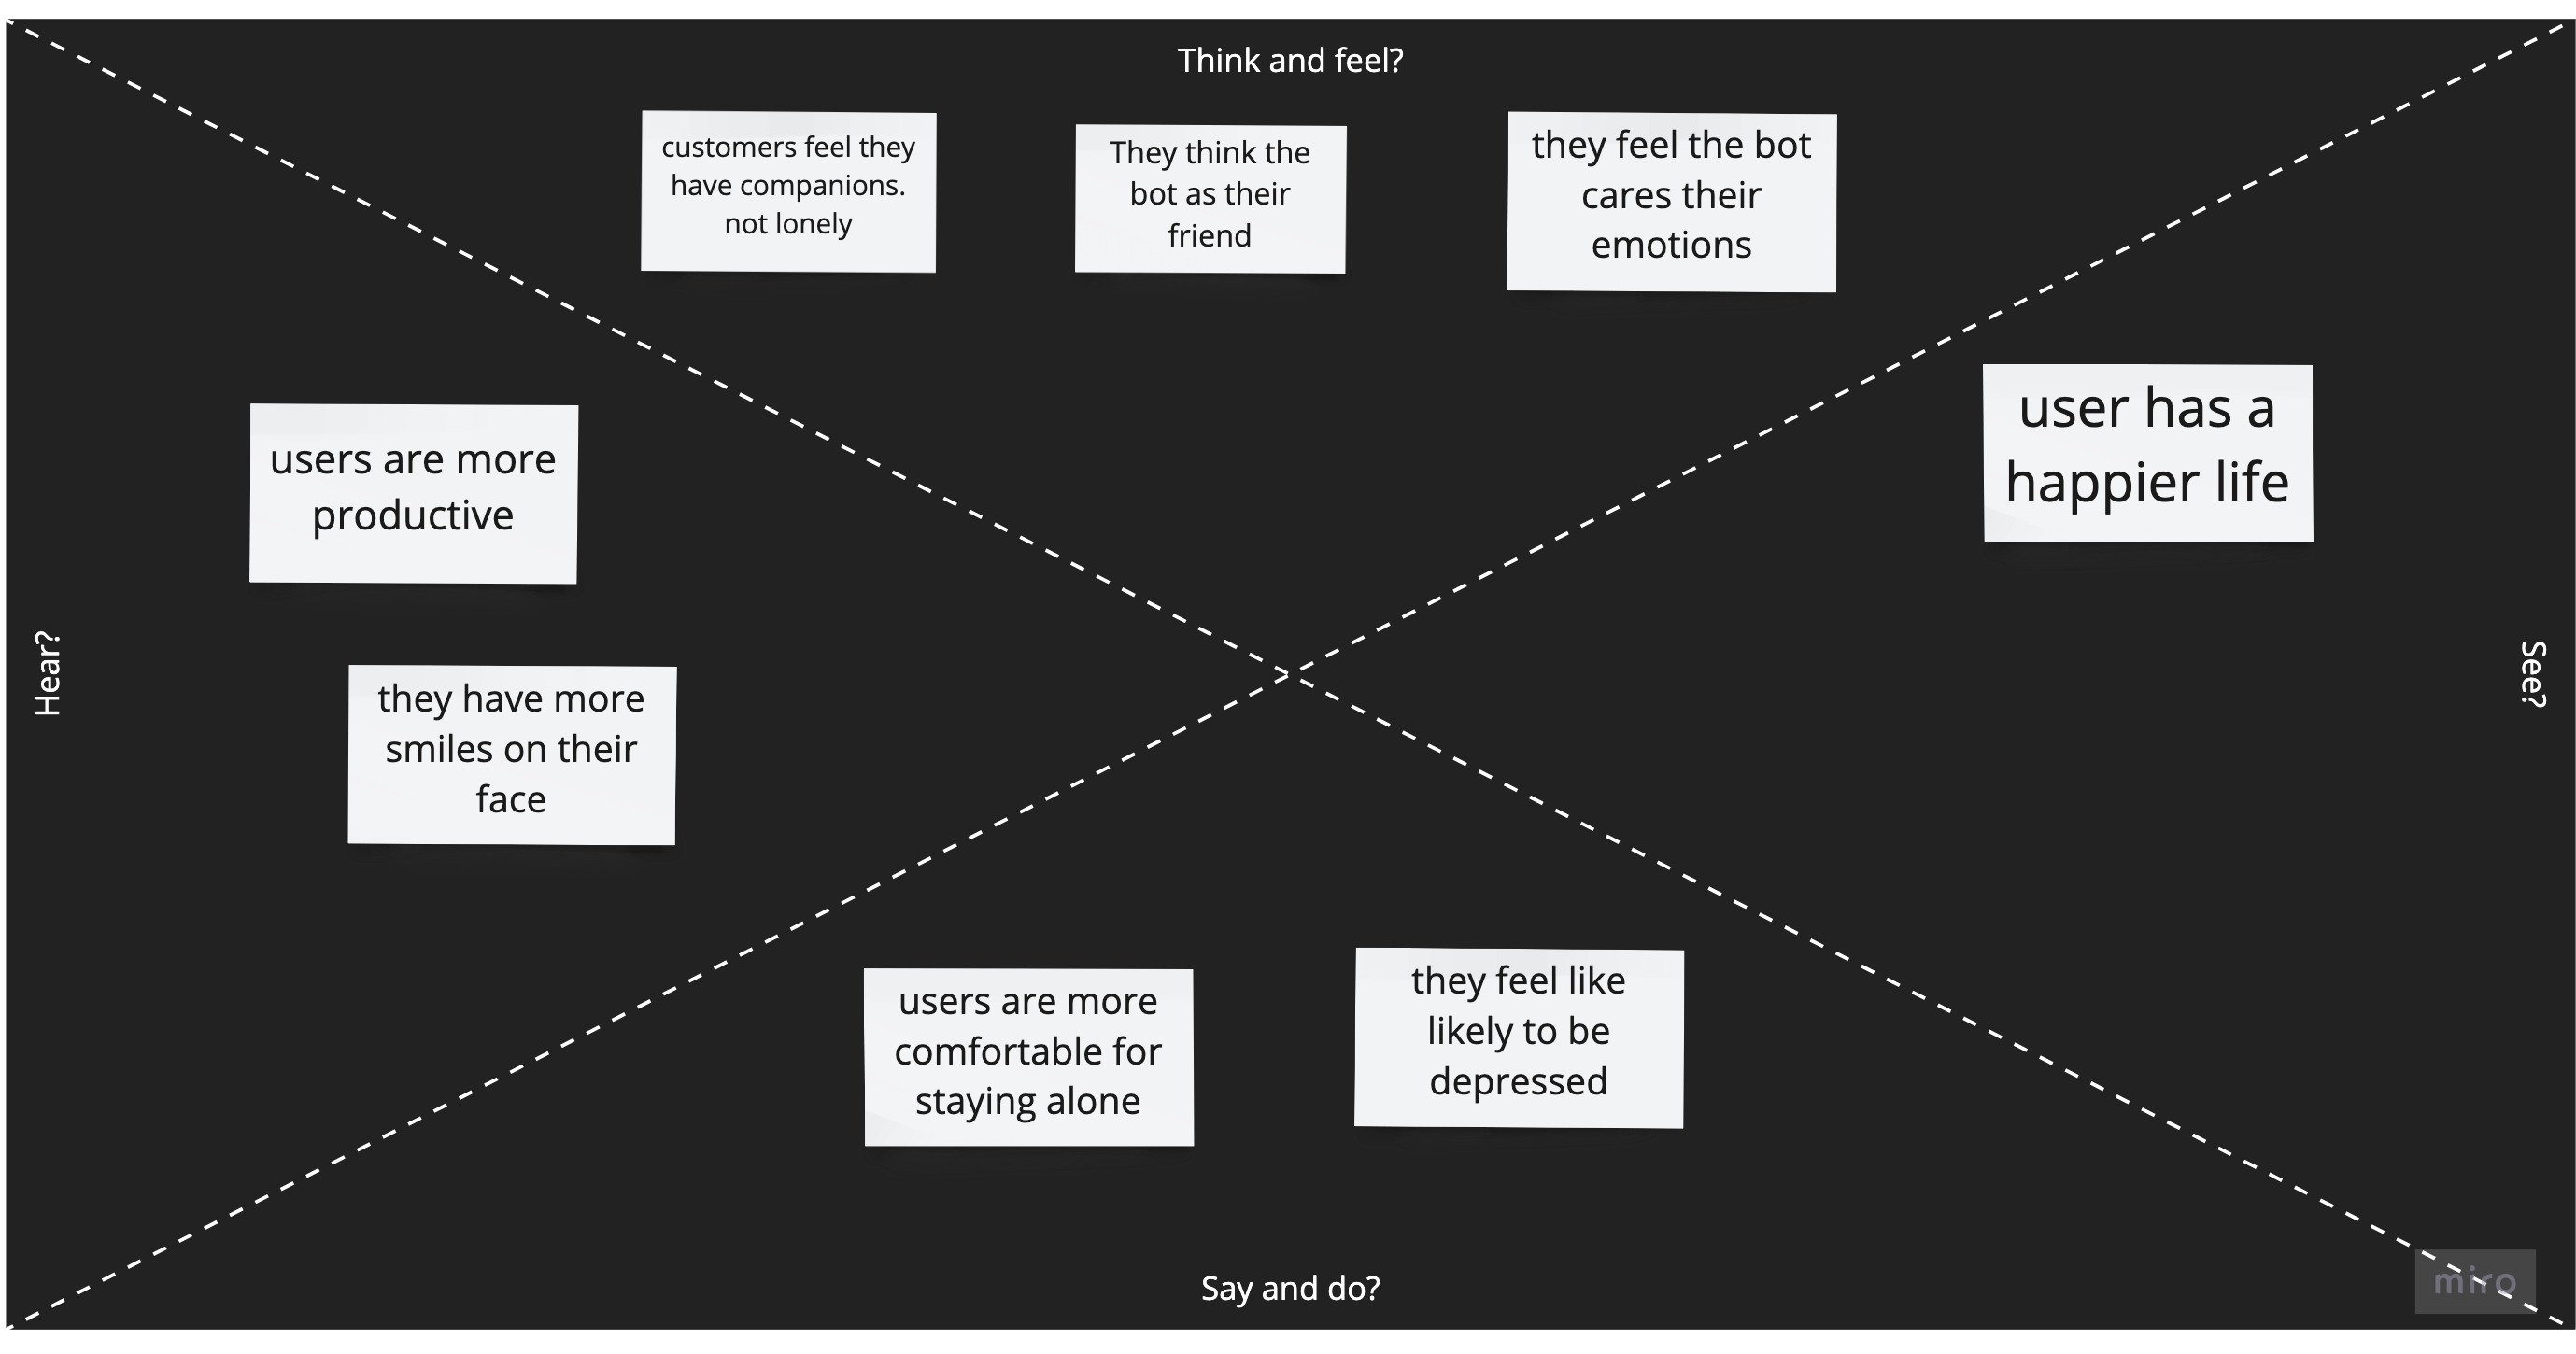 Think and feel?
customers feel they
have companions.
not lonely
They think the
bot as their
friend
they feel the bot
cares their
emotions
users are more
productive
they have more
smiles on their
face
Hear?
user has a
happier life
See?
users are more
comfortable for
staying alone
they feel like
likely to be
depressed
Say and do?
miro